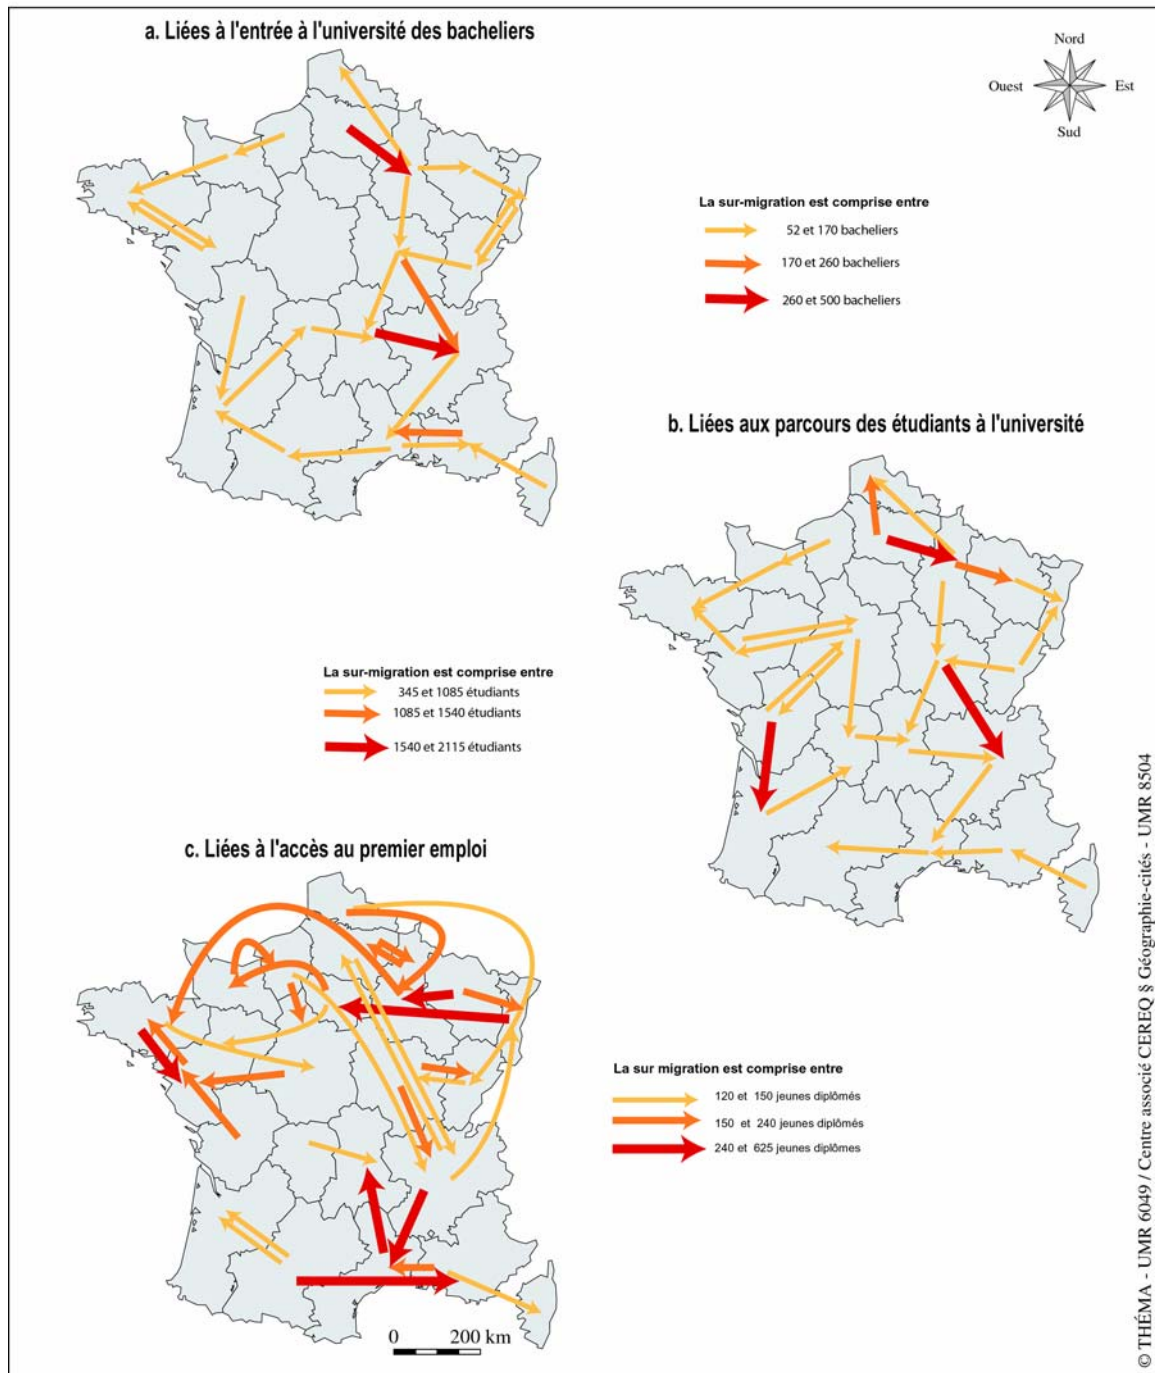 a. Liées à l'entrée à l'université des bacheliers
Nord
Ouest
Est
Sud
La sur-migration est comprise entre
52 et 170 bacheliers
170 et 260 bacheliers
260 et 500 bacheliers
b. Liées aux parcours des étudiants à l'université
La sur-migration est comprise entre
345 et 1085 étudiants
1085 et 1540 étudiants
1540 et 2115 étudiants
c. Liées à l'accès au premier emploi
La sur migration est comprise entre
120 et 150 jeunes diplômés
150 et 240 jeunes diplômés
240 et 625 jeunes diplômes
0 200 km
© THÉMA - UMR 6049 / Centre associé CEREQ § Géographie-cités - UMR 8504